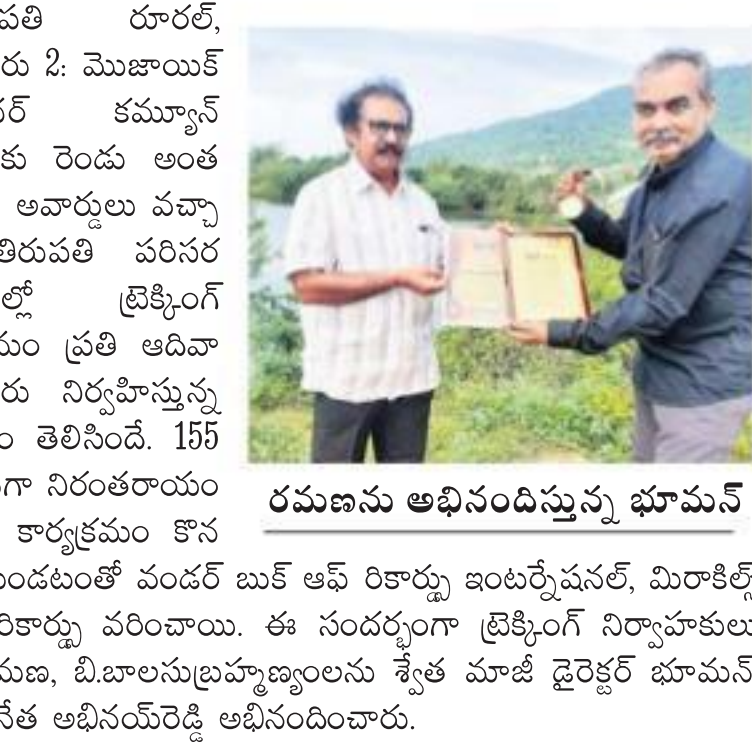 పతి రూరల్,
రు 2: మొజాయిక్
ర్ కమ్యూన్
కు రెండు అంత
అవార్డులు వచ్చా
తిరుపతి పరిసర
ల్లో ట్రెక్కింగ్
మం ప్రతి ఆదివా
రు నిర్వహిస్తున్న
ం తెలిసిందే. 155
గా నిరంతరాయం
కార్యక్రమం కొన
ండటంతో వండర్ బుక్ ఆఫ్ రికార్డ్సు ఇంటర్నేషనల్, మిరాకిల్స్
రికార్డ్సు వరించాయి. ఈ సందర్భంగా ట్రెక్కింగ్ నిర్వాహకులు
మణ, బి.బాలసుబ్రహ్మణ్యంలను శ్వేత మాజీ డైరెక్టర్ భూమన్
నేత అభినయ్‌రెడ్డి అభినందించారు.
రమణను అభినందిస్తున్న భూమన్